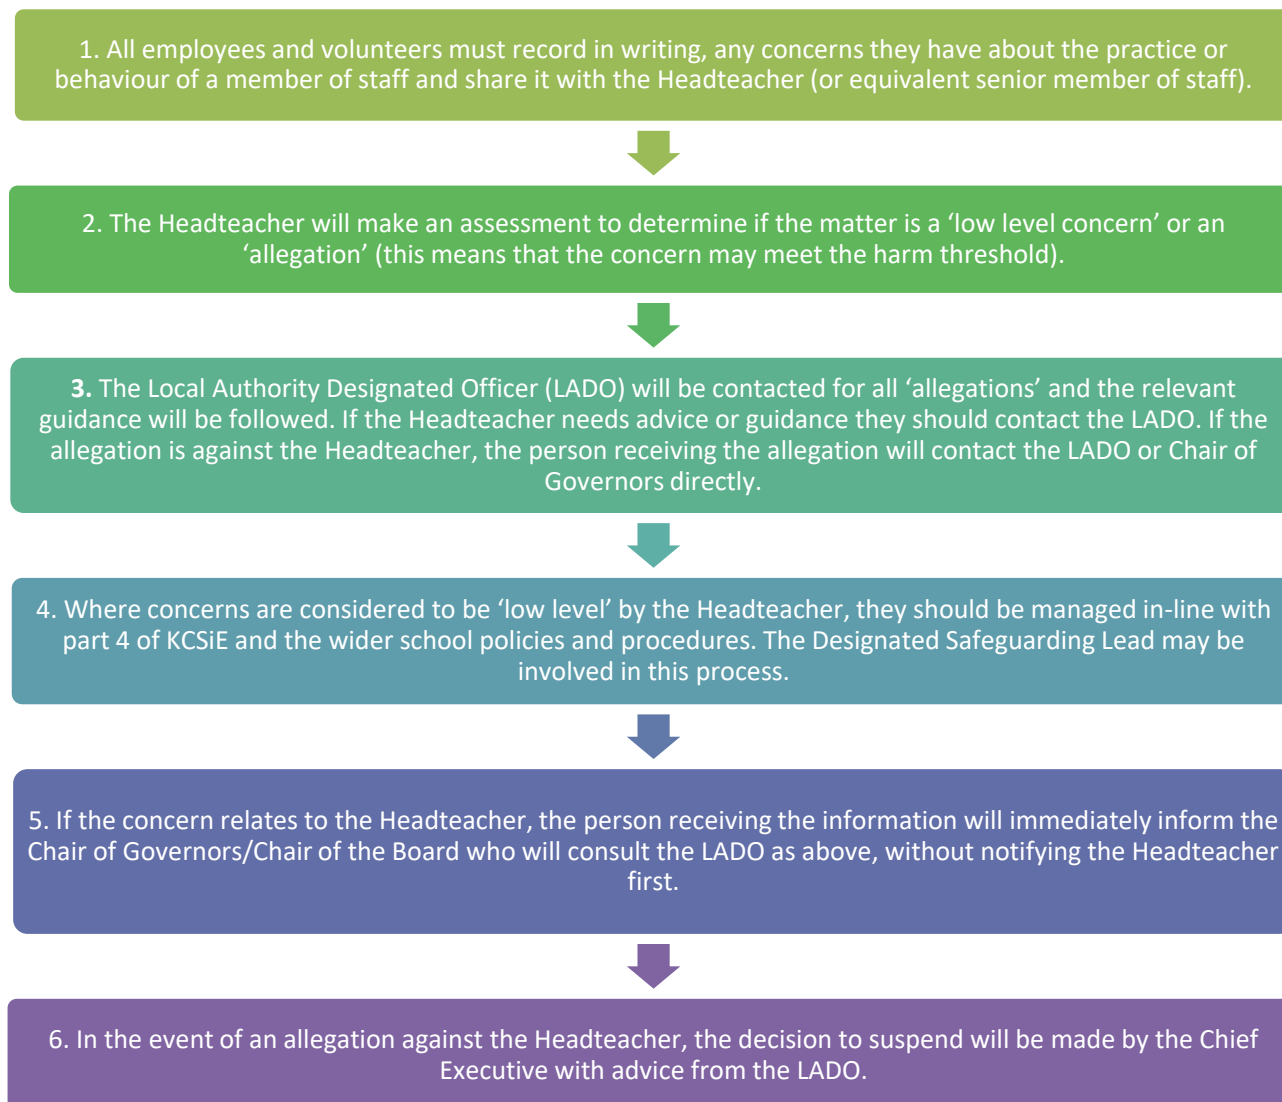 1. All employees and volunteers must record in writing, any concerns they have about the practice or
behaviour of a member of staff and share it with the Headteacher (or equivalent senior member of staff).
2. The Headteacher will make an assessment to determine if the matter is a ‘low level concern’ or an
‘allegation’ (this means that the concern may meet the harm threshold).
3. The Local Authority Designated Officer (LADO) will be contacted for all ‘allegations’ and the relevant
guidance will be followed. If the Headteacher needs advice or guidance they should contact the LADO. If the
allegation is against the Headteacher, the person receiving the allegation will contact the LADO or Chair of
Governors directly.
4. Where concerns are considered to be ‘low level’ by the Headteacher, they should be managed in-line with
part 4 of KCSiE and the wider school policies and procedures. The Designated Safeguarding Lead may be
involved in this process.
5. If the concern relates to the Headteacher, the person receiving the information will immediately inform the
Chair of Governors/Chair of the Board who will consult the LADO as above, without notifying the Headteacher
first.
6. In the event of an allegation against the Headteacher, the decision to suspend will be made by the Chief
Executive with advice from the LADO.